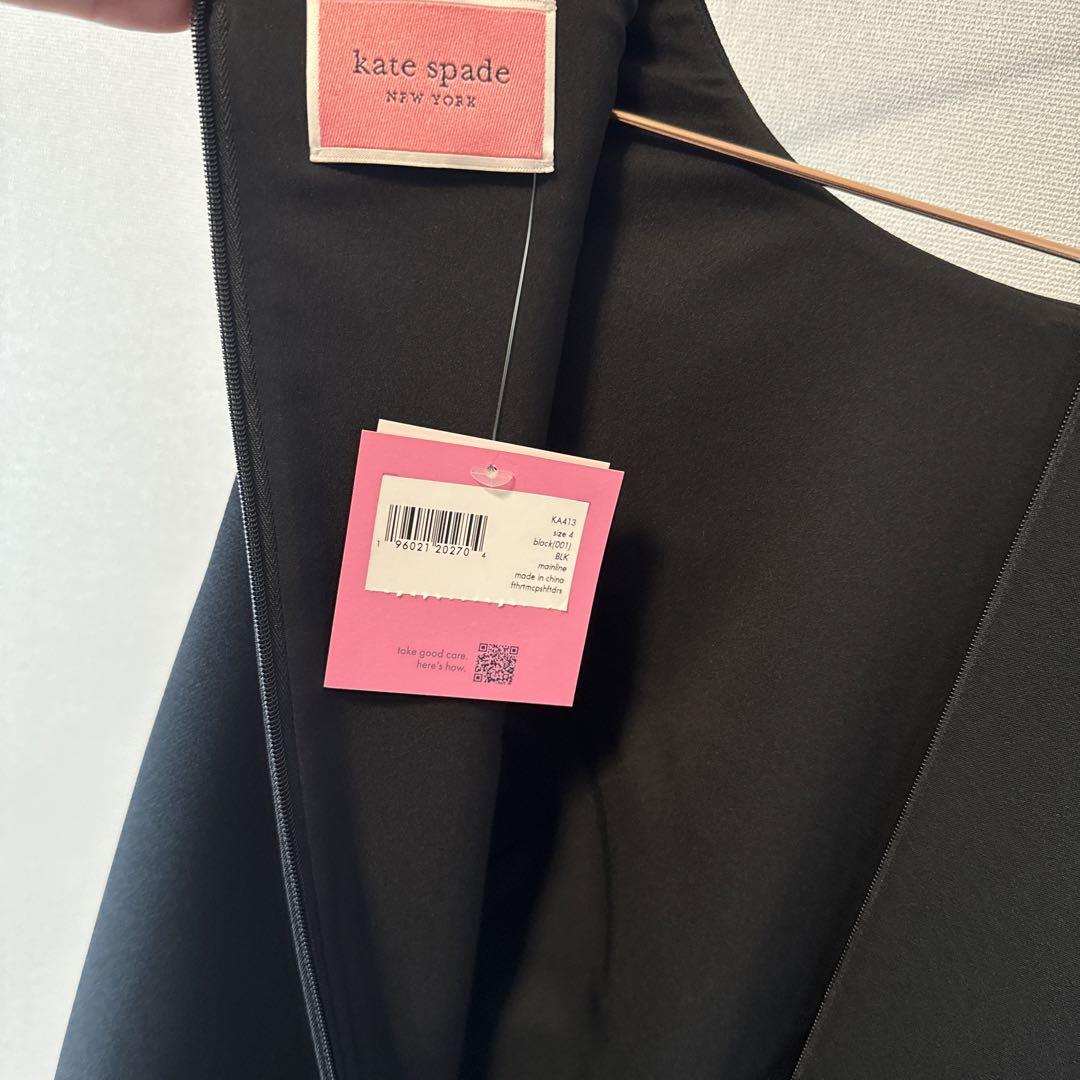 kate spade
NEW YORK
KA413
size 4
black(001)
BLK
mainline
made in china
fthrtmcpshftdrs
1 96021 20270 4
take good care.
here's how.